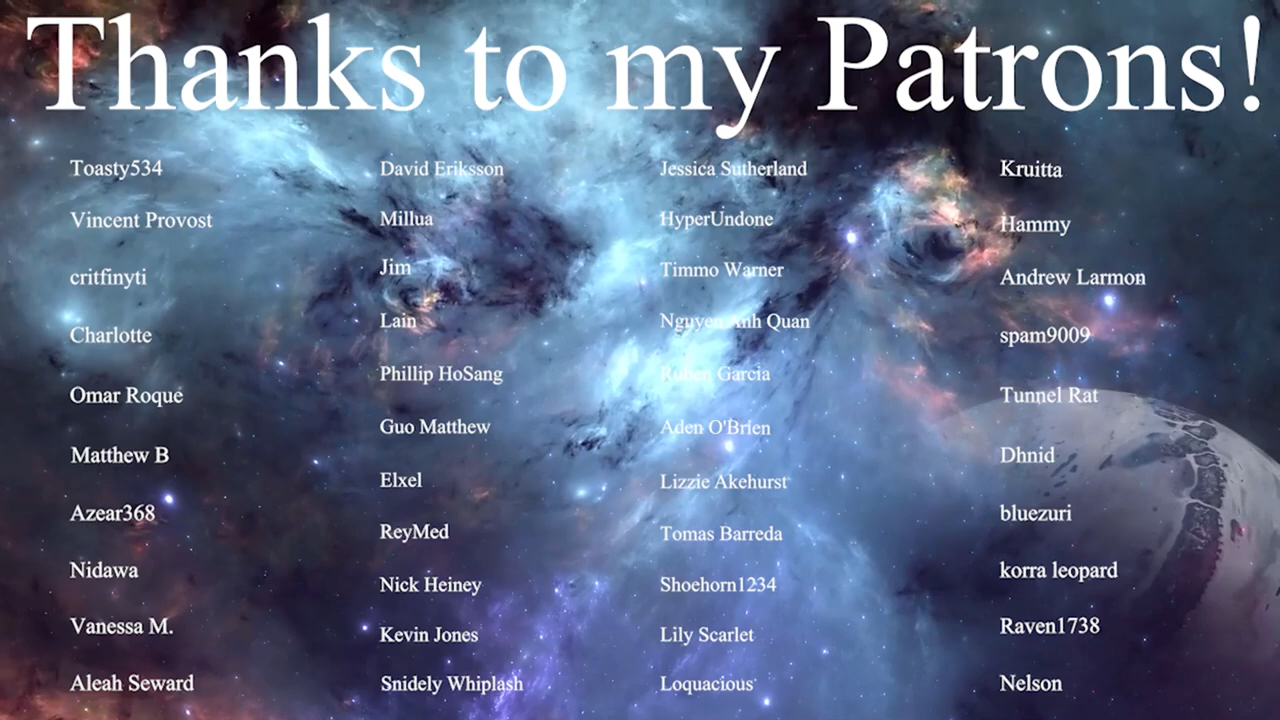 Thanks to my Patrons!
Toasty534
Vincent Provost
critfinyti
Charlotte
Omar Roque
Matthew B
Azear368
Nidawa
Vanessa M.
Aleah Seward
David Eriksson
Millua
Jim
Lain
Phillip HoSang
Guo Matthew
Elxel
ReyMed
Nick Heiney
Kevin Jones
Snidely Whiplash
Jessica Sutherland
HyperUndone
Timmo Warner
Nguyen Anh Quan
Ruben Garcia
Aden O'Brien
Lizzie Akehurst
Tomas Barreda
Shoehorn1234
Lily Scarlet
Loquacious
Kruitta
Hammy
Andrew Larmon
spam9009
Tunnel Rat
Dhnid
bluezuri
korra leopard
Raven1738
Nelson